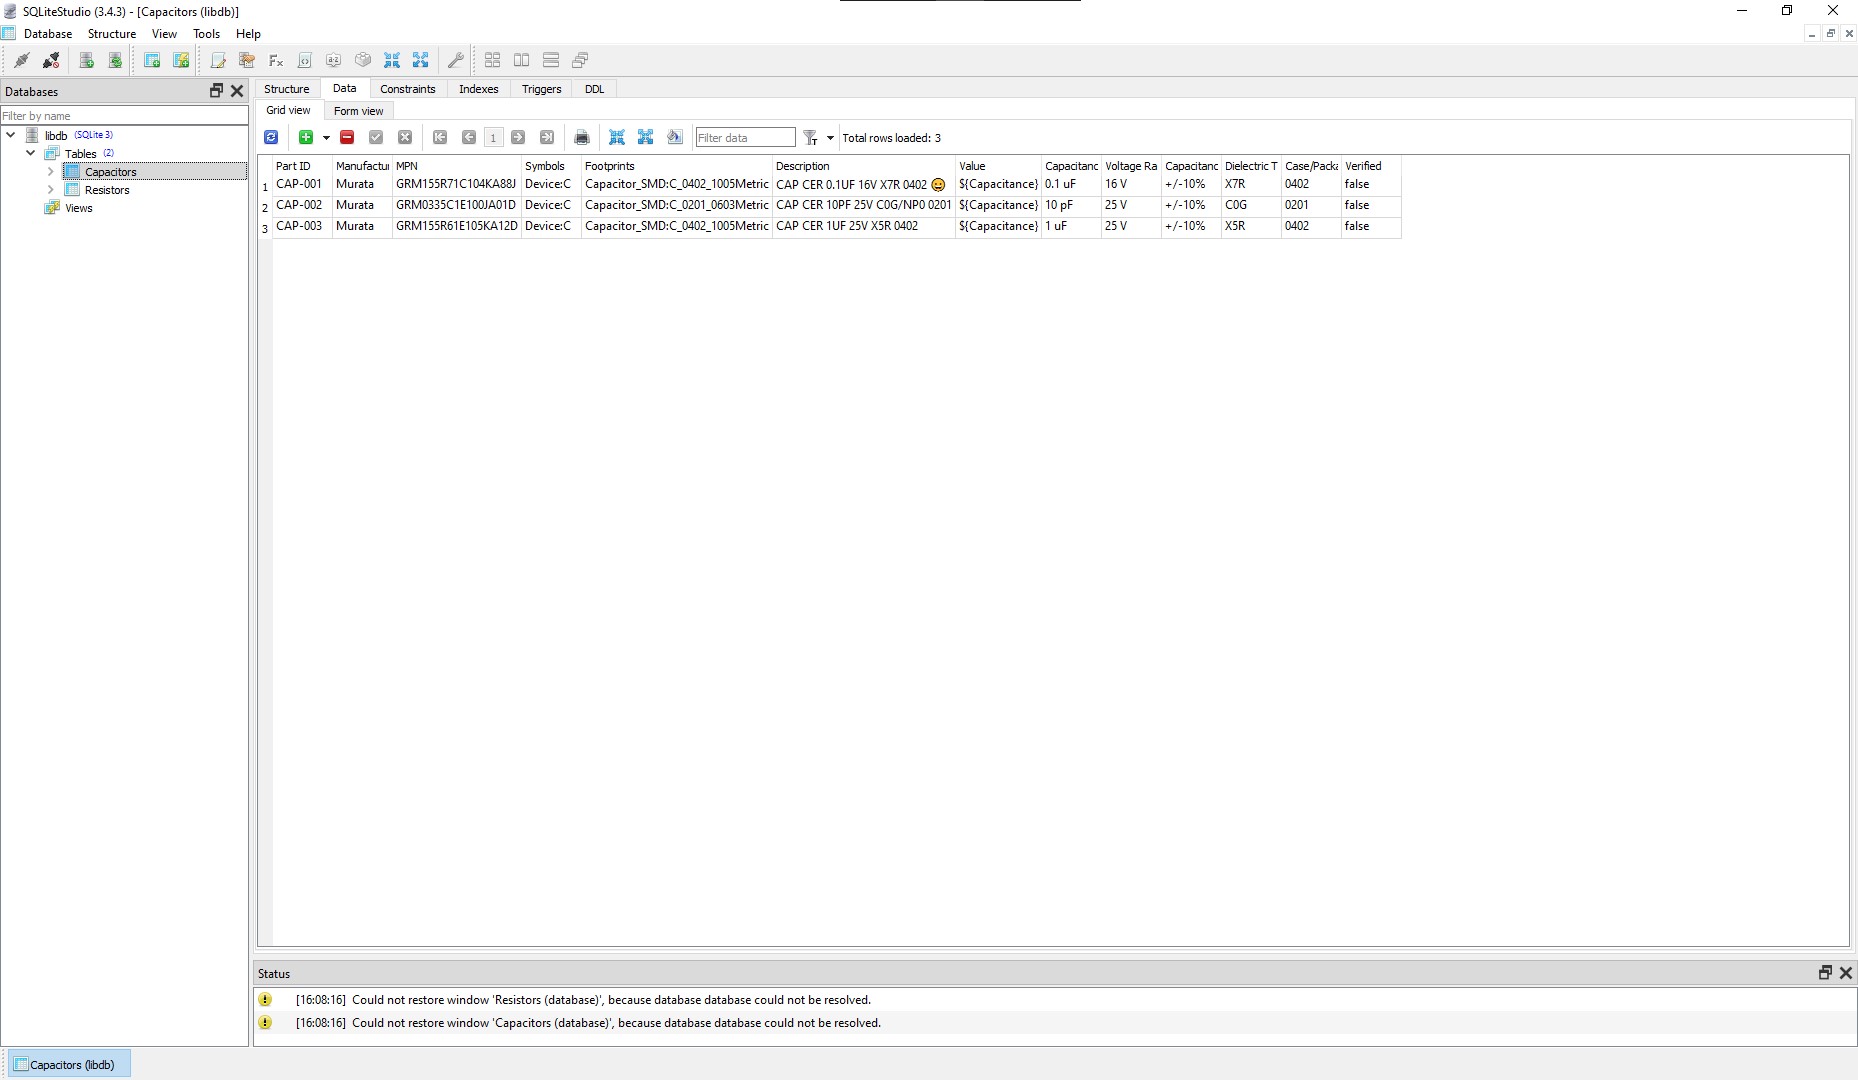 SQLiteStudio (3.4.3) - [Capacitors (libdb)]
Database Structure View Tools Help
Databases
Filter by name
libdb (SQLite 3)
Tables (2)
Capacitors
Resistors
Views
Structure Data Constraints Indexes Triggers DDL
Grid view Form view
1 Filter data Total rows loaded: 3
Part ID Manufactur MPN Symbols Footprints Description Value Capacitanc Voltage Ra Capacitanc Dielectric T Case/Packa Verified
1 CAP-001 Murata GRM155R71C104KA88J Device:C Capacitor_SMD:C_0402_1005Metric CAP CER 0.1UF 16V X7R 0402 😀 ${Capacitance} 0.1 uF 16 V +/-10% X7R 0402 false
2 CAP-002 Murata GRM0335C1E100JA01D Device:C Capacitor_SMD:C_0201_0603Metric CAP CER 10PF 25V C0G/NP0 0201 ${Capacitance} 10 pF 25 V +/-10% C0G 0201 false
3 CAP-003 Murata GRM155R61E105KA12D Device:C Capacitor_SMD:C_0402_1005Metric CAP CER 1UF 25V X5R 0402 ${Capacitance} 1 uF 25 V +/-10% X5R 0402 false
Status
[16:08:16] Could not restore window 'Resistors (database)', because database database could not be resolved.
[16:08:16] Could not restore window 'Capacitors (database)', because database database could not be resolved.
Capacitors (libdb)